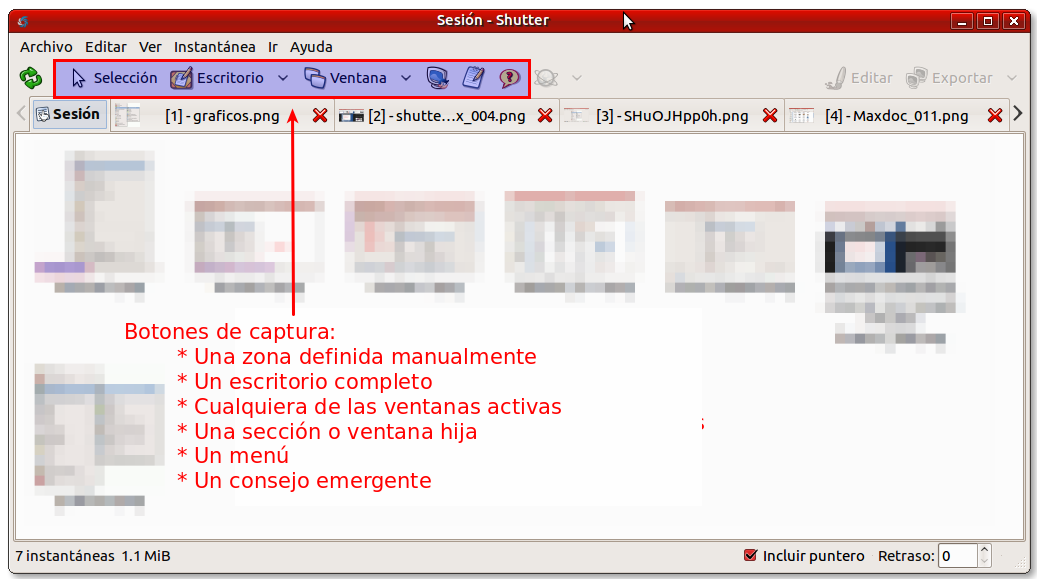 Sesión - Shutter
Archivo Editar Ver Instantánea Ir Ayuda
Selección Escritorio Ventana Editar Exportar
Sesión [1] - graficos.png [2] - shutte...x_004.png [3] - SHuOJHpp0h.png [4] - Maxdoc_011.png
Botones de captura:
* Una zona definida manualmente
* Un escritorio completo
* Cualquiera de las ventanas activas
* Una sección o ventana hija
* Un menú
* Un consejo emergente
7 instantáneas 1.1 MiB Incluir puntero Retraso: 0